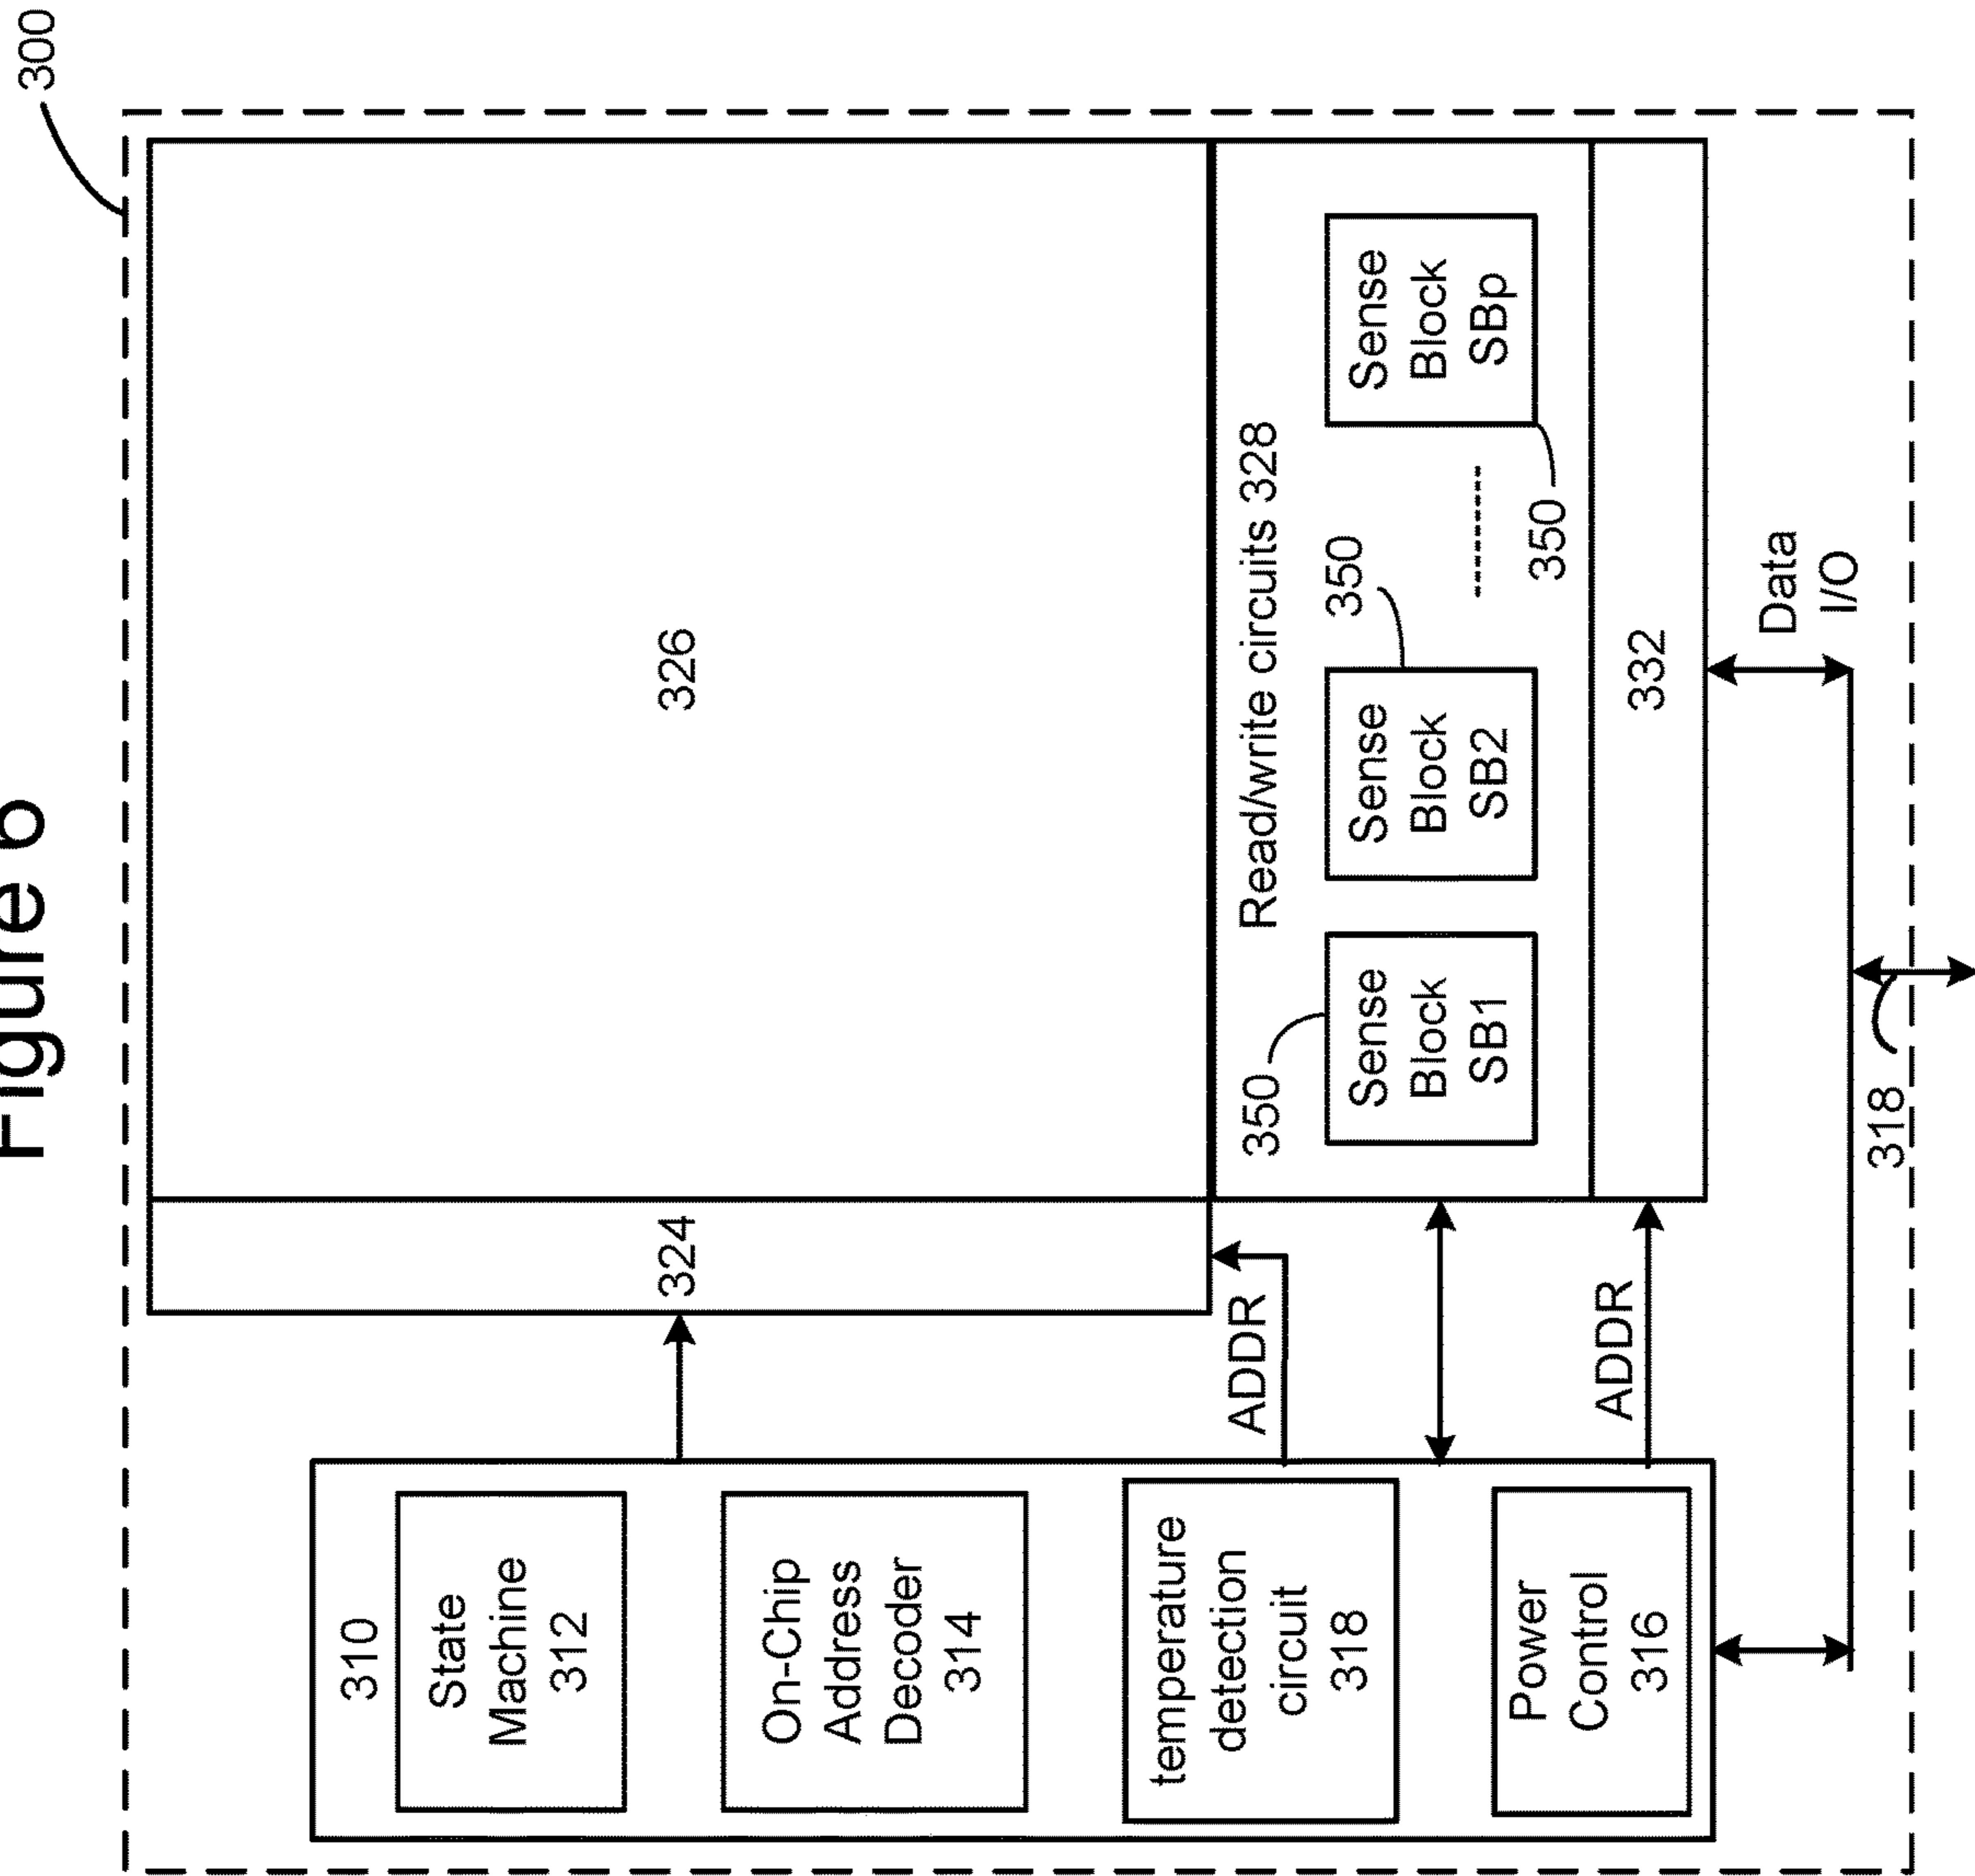 Figure 6
300
310
State
Machine
312
On-Chip
Address
Decoder
314
temperature
detection
circuit
318
Power
Control
316
324
326
ADDR
ADDR
Read/write circuits 328
350
Sense
Block
SB1
350
Sense
Block
SB2
350
Sense
Block
SBp
332
Data
I/O
318